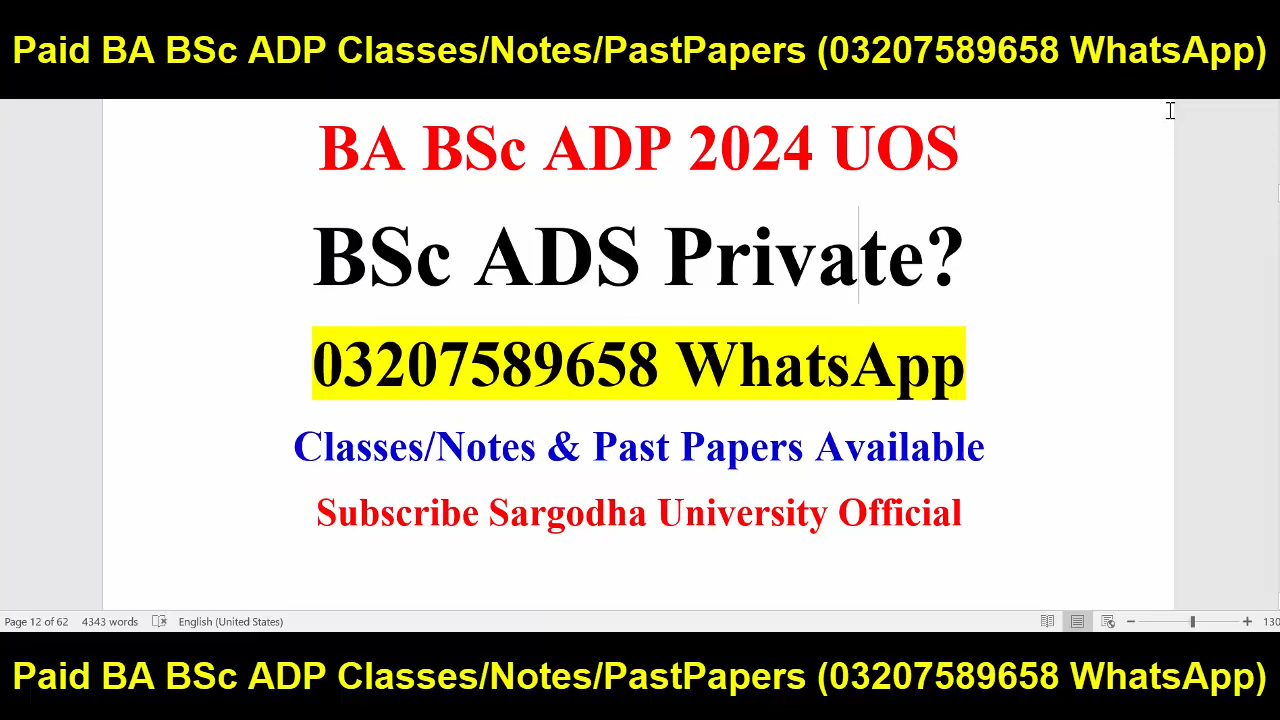 Paid BA BSc ADP Classes/Notes/PastPapers (03207589658 WhatsApp)
BA BSc ADP 2024 UOS
BSc ADS Private?
03207589658 WhatsApp
Classes/Notes & Past Papers Available
Subscribe Sargodha University Official
Page 12 of 62 4343 words English (United States) 130
Paid BA BSc ADP Classes/Notes/PastPapers (03207589658 WhatsApp)